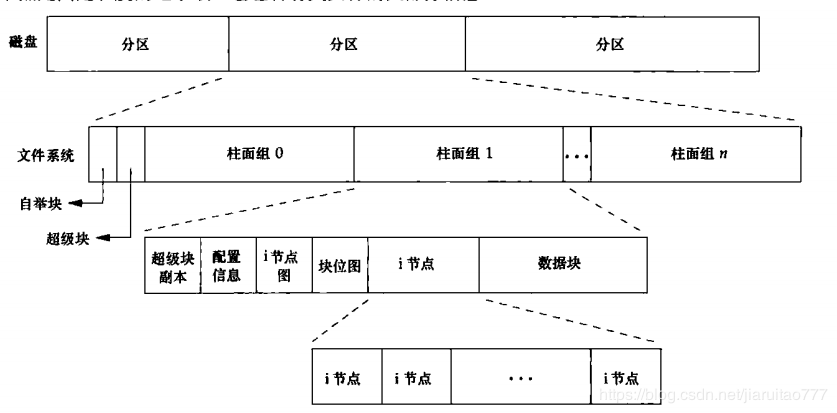 磁盘
分区
分区
分区
文件系统
柱面组 0
柱面组 1
...
柱面组 n
自举块
超级块
超级块
副本
配置
信息
i节点
图
块位图
i 节点
数据块
i 节点
i 节点
...
i 节点
https://blog.csdn.net/jiaruitao777